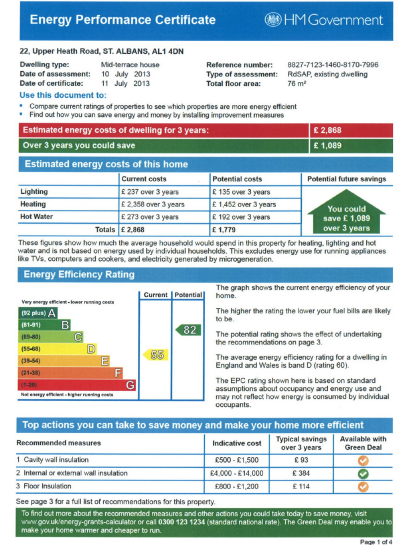 Energy Performance Certificate
HM Government
22, Upper Heath Road, ST. ALBANS, AL1 4DN
Dwelling type: Mid-terrace house
Date of assessment: 10 July 2013
Date of certificate: 11 July 2013
Reference number: 8827-7123-1460-8170-7996
Type of assessment: RdSAP, existing dwelling
Total floor area: 76 m²
Use this document to:
• Compare current ratings of properties to see which properties are more energy efficient
• Find out how you can save energy and money by installing improvement measures
Estimated energy costs of dwelling for 3 years: £ 2,868
Over 3 years you could save £ 1,089
Estimated energy costs of this home
Current costs Potential costs Potential future savings
Lighting £ 237 over 3 years £ 135 over 3 years
Heating £ 2,358 over 3 years £ 1,452 over 3 years
Hot Water £ 273 over 3 years £ 192 over 3 years
Totals £ 2,868 £ 1,779
You could
save £ 1,089
over 3 years
These figures show how much the average household would spend in this property for heating, lighting and hot
water and is not based on energy used by individual households. This excludes energy use for running appliances
like TVs, computers and cookers, and electricity generated by microgeneration.
Energy Efficiency Rating
Current Potential
Very energy efficient - lower running costs
(92 plus) A
(81-91) B
(69-80) C
(55-68) D
(39-54) E
(21-38) F
(1-20) G
Not energy efficient - higher running costs
55
82
The graph shows the current energy efficiency of your
home.
The higher the rating the lower your fuel bills are likely
to be.
The potential rating shows the effect of undertaking
the recommendations on page 3.
The average energy efficiency rating for a dwelling in
England and Wales is band D (rating 60).
The EPC rating shown here is based on standard
assumptions about occupancy and energy use and
may not reflect how energy is consumed by individual
occupants.
Top actions you can take to save money and make your home more efficient
Recommended measures Indicative cost Typical savings over 3 years Available with Green Deal
1 Cavity wall insulation £500 - £1,500 £ 93
2 Internal or external wall insulation £4,000 - £14,000 £ 384
3 Floor Insulation £800 - £1,200 £ 114
See page 3 for a full list of recommendations for this property.
To find out more about the recommended measures and other actions you could take today to save money, visit
www.gov.uk/energy-grants-calculator or call 0300 123 1234 (standard national rate). The Green Deal may enable you to
make your home warmer and cheaper to run.
Page 1 of 4